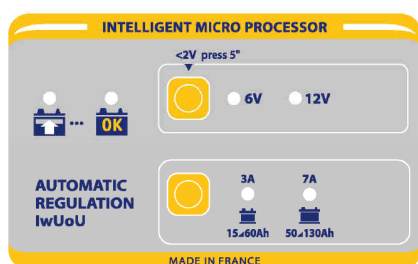 INTELLIGENT MICRO PROCESSOR
<2V press 5"
6V
12V
... OK
AUTOMATIC
REGULATION
IwUoU
3A
7A
15⊿60Ah
50⊿130Ah
MADE IN FRANCE